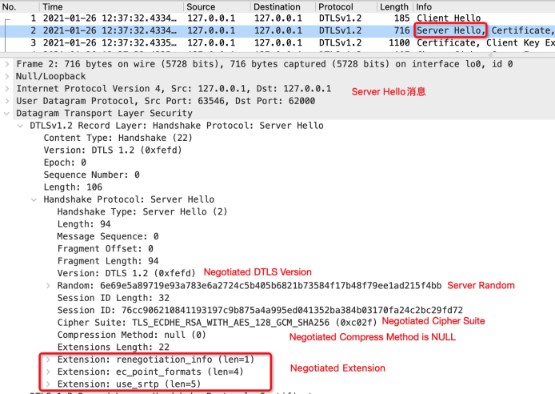 No. Time Source Destination Protocol Length Info
1 2021-01-26 12:37:32.4334… 127.0.0.1 127.0.0.1 DTLSv1.2 185 Client Hello
2 2021-01-26 12:37:32.4334… 127.0.0.1 127.0.0.1 DTLSv1.2 716 Server Hello, Certificate,
3 2021-01-26 12:37:32.4435… 127.0.0.1 127.0.0.1 DTLSv1.2 1100 Certificate, Client Key Ex
Frame 2: 716 bytes on wire (5728 bits), 716 bytes captured (5728 bits) on interface lo0, id 0
Null/Loopback
Internet Protocol Version 4, Src: 127.0.0.1, Dst: 127.0.0.1
Server Hello消息
User Datagram Protocol, Src Port: 63546, Dst Port: 62000
Datagram Transport Layer Security
DTLSv1.2 Record Layer: Handshake Protocol: Server Hello
Content Type: Handshake (22)
Version: DTLS 1.2 (0xfefd)
Epoch: 0
Sequence Number: 0
Length: 106
Handshake Protocol: Server Hello
Handshake Type: Server Hello (2)
Length: 94
Message Sequence: 0
Fragment Offset: 0
Fragment Length: 94
Version: DTLS 1.2 (0xfefd) Negotiated DTLS Version
Random: 6e69e5a89719e93a783e6a2724c5b405b6821b73584f17b48f79ee1ad215f4bb Server Random
Session ID Length: 32
Session ID: 76cc906210841193197c9b875a4a995ed041352ba384b03170fa24c2bc29fd72
Cipher Suite: TLS_ECDHE_RSA_WITH_AES_128_GCM_SHA256 (0xc02f) Negotiated Cipher Suite
Compression Method: null (0) Negotiated Compress Method is NULL
Extensions Length: 22
Extension: renegotiation_info (len=1)
Extension: ec_point_formats (len=4) Negotiated Extension
Extension: use_srtp (len=5)